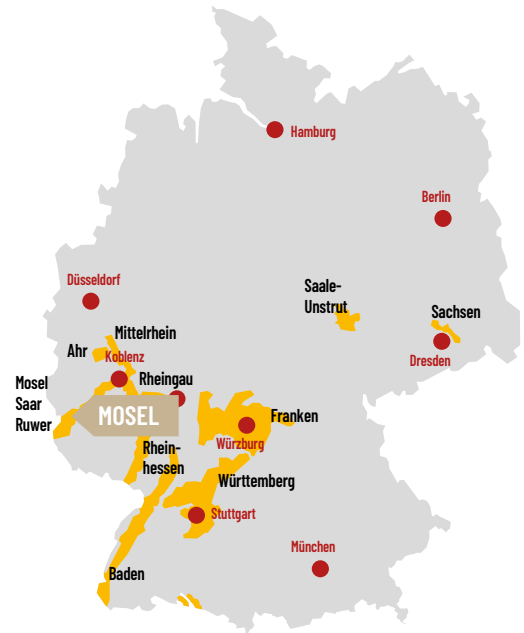 Hamburg
Berlin
Düsseldorf
Saale-
Unstrut
Sachsen
Mittelrhein
Ahr
Koblenz
Dresden
Mosel
Saar
Ruwer
Rheingau
MOSEL
Franken
Würzburg
Rhein-
hessen
Württemberg
Stuttgart
München
Baden